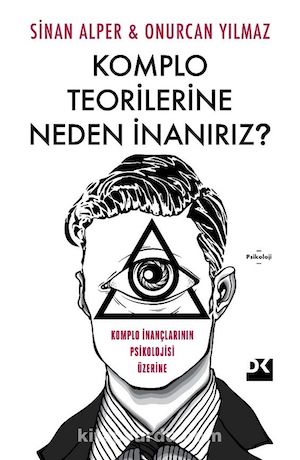 SİNAN ALPER & ONURCAN YILMAZ
KOMPLO
TEORİLERİNE
NEDEN İNANIRIZ?
Psikoloji
KOMPLO İNANÇLARININ
PSİKOLOJİSİ
ÜZERİNE
DK